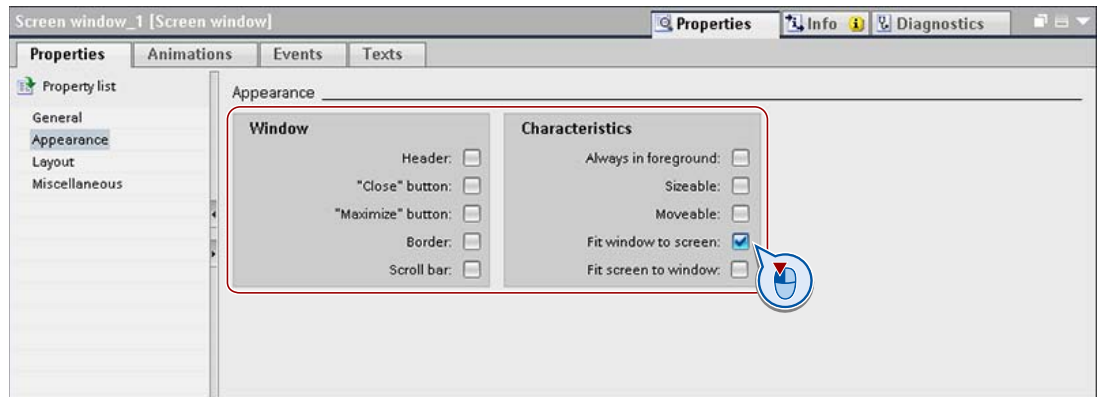 Screen window_1 [Screen window]
Properties
Info
Diagnostics
Properties
Animations
Events
Texts
Property list
General
Appearance
Layout
Miscellaneous
Appearance
Window
Header:
"Close" button:
"Maximize" button:
Border:
Scroll bar:
Characteristics
Always in foreground:
Sizeable:
Moveable:
Fit window to screen:
Fit screen to window: